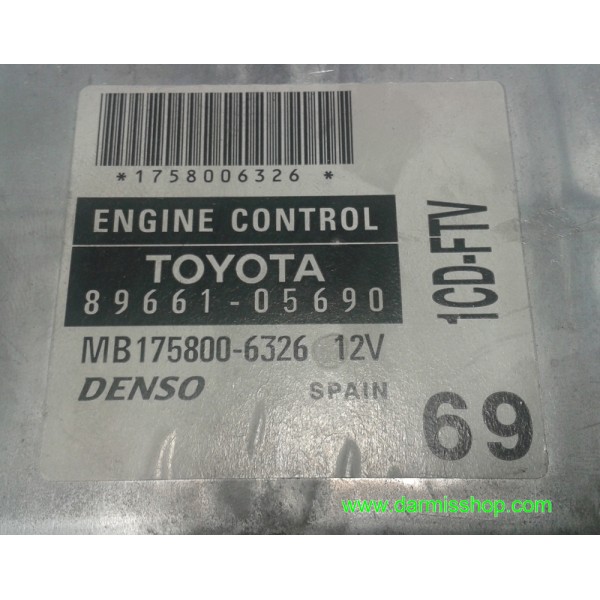 *1758006326 *
ENGINE CONTROL
TOYOTA
89661-05690
MB175800-6326 12V
DENSO SPAIN
1CD-FTV
69
www.darmisshop.com